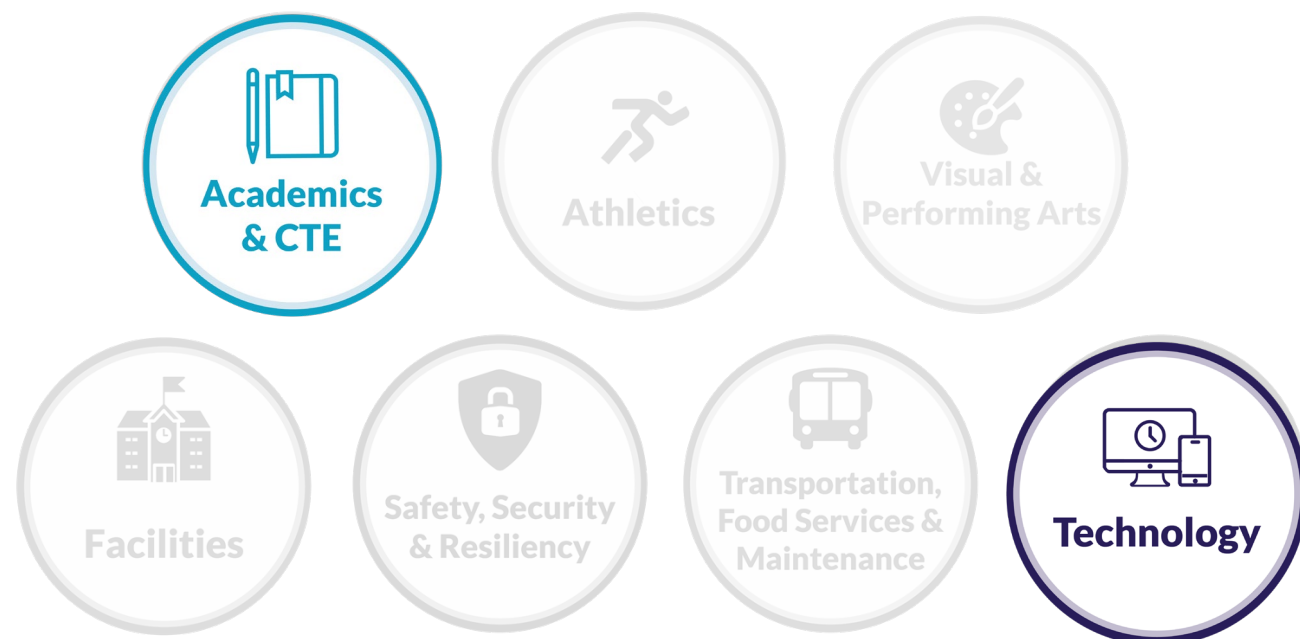 Academics
& CTE
Athletics
Visual &
Performing Arts
Facilities
Safety, Security
& Resiliency
Transportation,
Food Services &
Maintenance
Technology